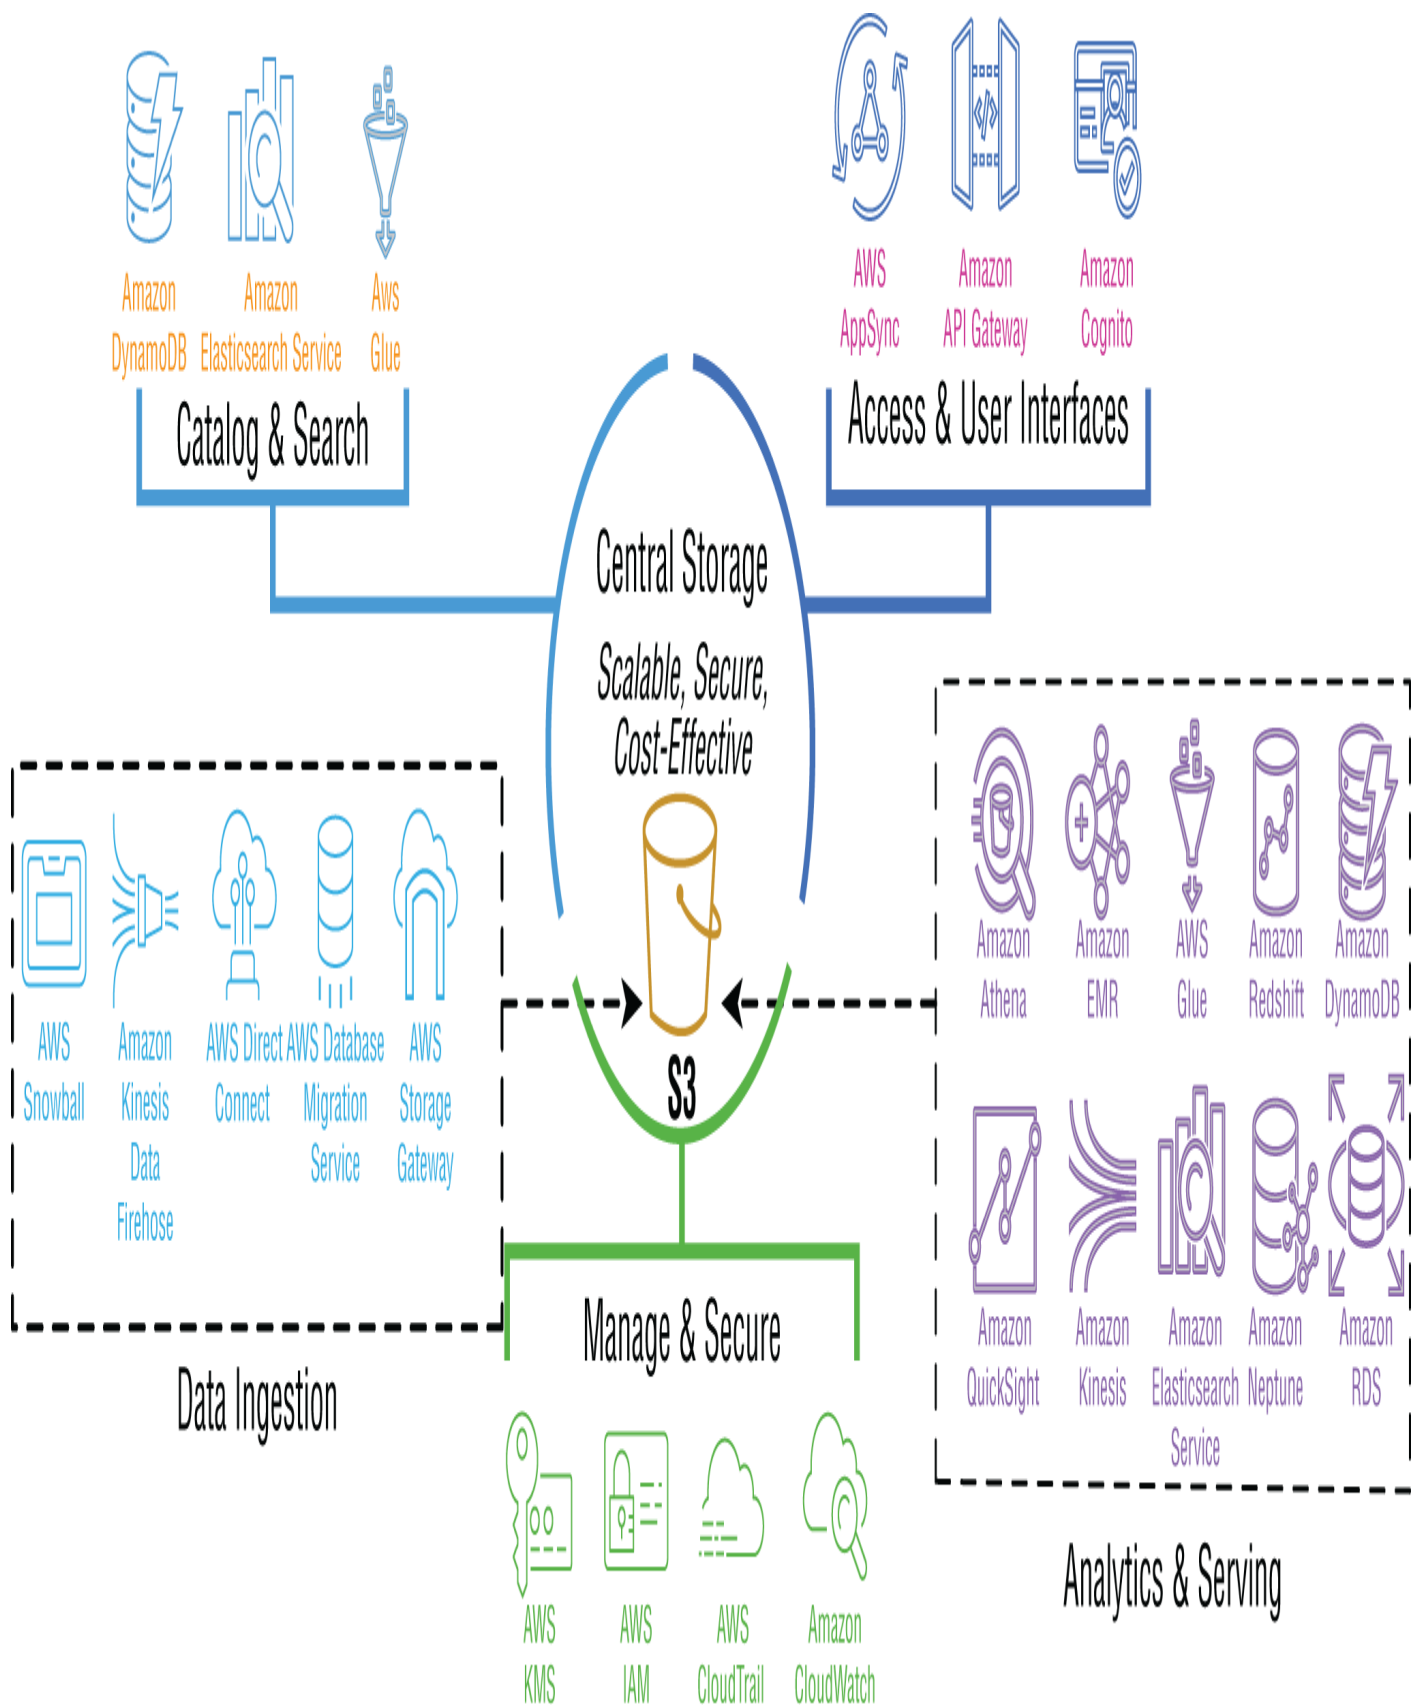 Amazon
DynamoDB
Amazon
Elasticsearch Service
Aws
Glue
Catalog & Search
AWS
AppSync
Amazon
API Gateway
Amazon
Cognito
Access & User Interfaces
Central Storage
Scalable, Secure,
Cost-Effective
S3
AWS
Snowball
Amazon
Kinesis
Data
Firehose
AWS Direct
Connect
AWS Database
Migration
Service
AWS
Storage
Gateway
Data Ingestion
Amazon
Athena
Amazon
EMR
AWS
Glue
Amazon
Redshift
Amazon
DynamoDB
Amazon
QuickSight
Amazon
Kinesis
Amazon
Elasticsearch
Service
Amazon
Neptune
Amazon
RDS
Analytics & Serving
Manage & Secure
AWS
KMS
AWS
IAM
AWS
CloudTrail
Amazon
CloudWatch